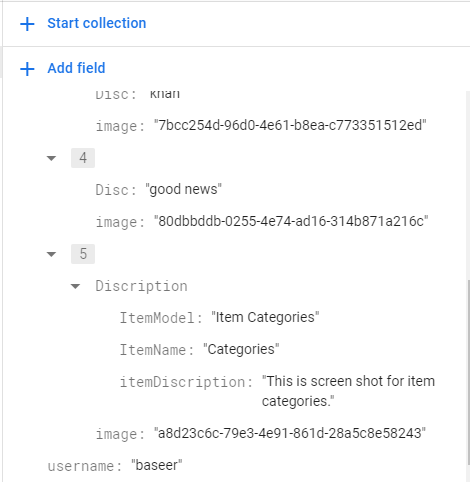 Start collection
Add field
Disc: "khan"
image: "7bcc254d-96d0-4e61-b8ea-c773351512ed"
4
Disc: "good news"
image: "80dbbddb-0255-4e74-ad16-314b871a216c"
5
Discription
ItemModel: "Item Categories"
ItemName: "Categories"
itemDiscription: "This is screen shot for item
categories."
image: "a8d23c6c-79e3-4e91-861d-28a5c8e58243"
username: "baseer"